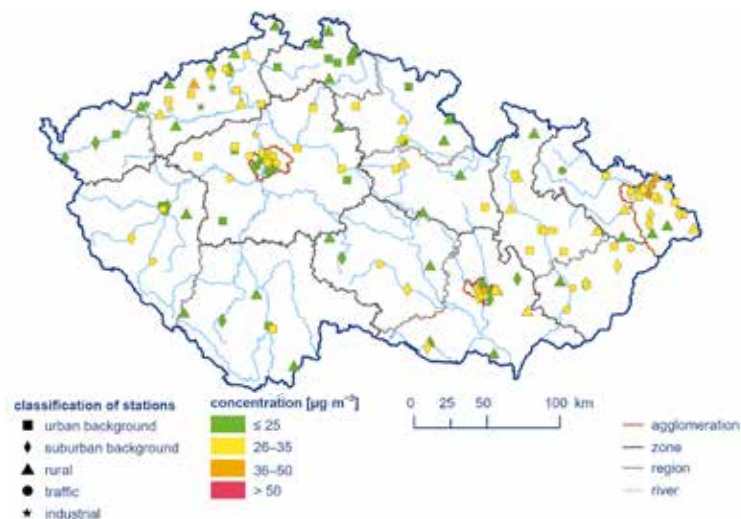 classification of stations
urban background
suburban background
rural
traffic
industrial
concentration [µg m⁻³]
≤ 25
26–35
36–50
> 50
0 25 50 100 km
agglomeration
zone
region
river